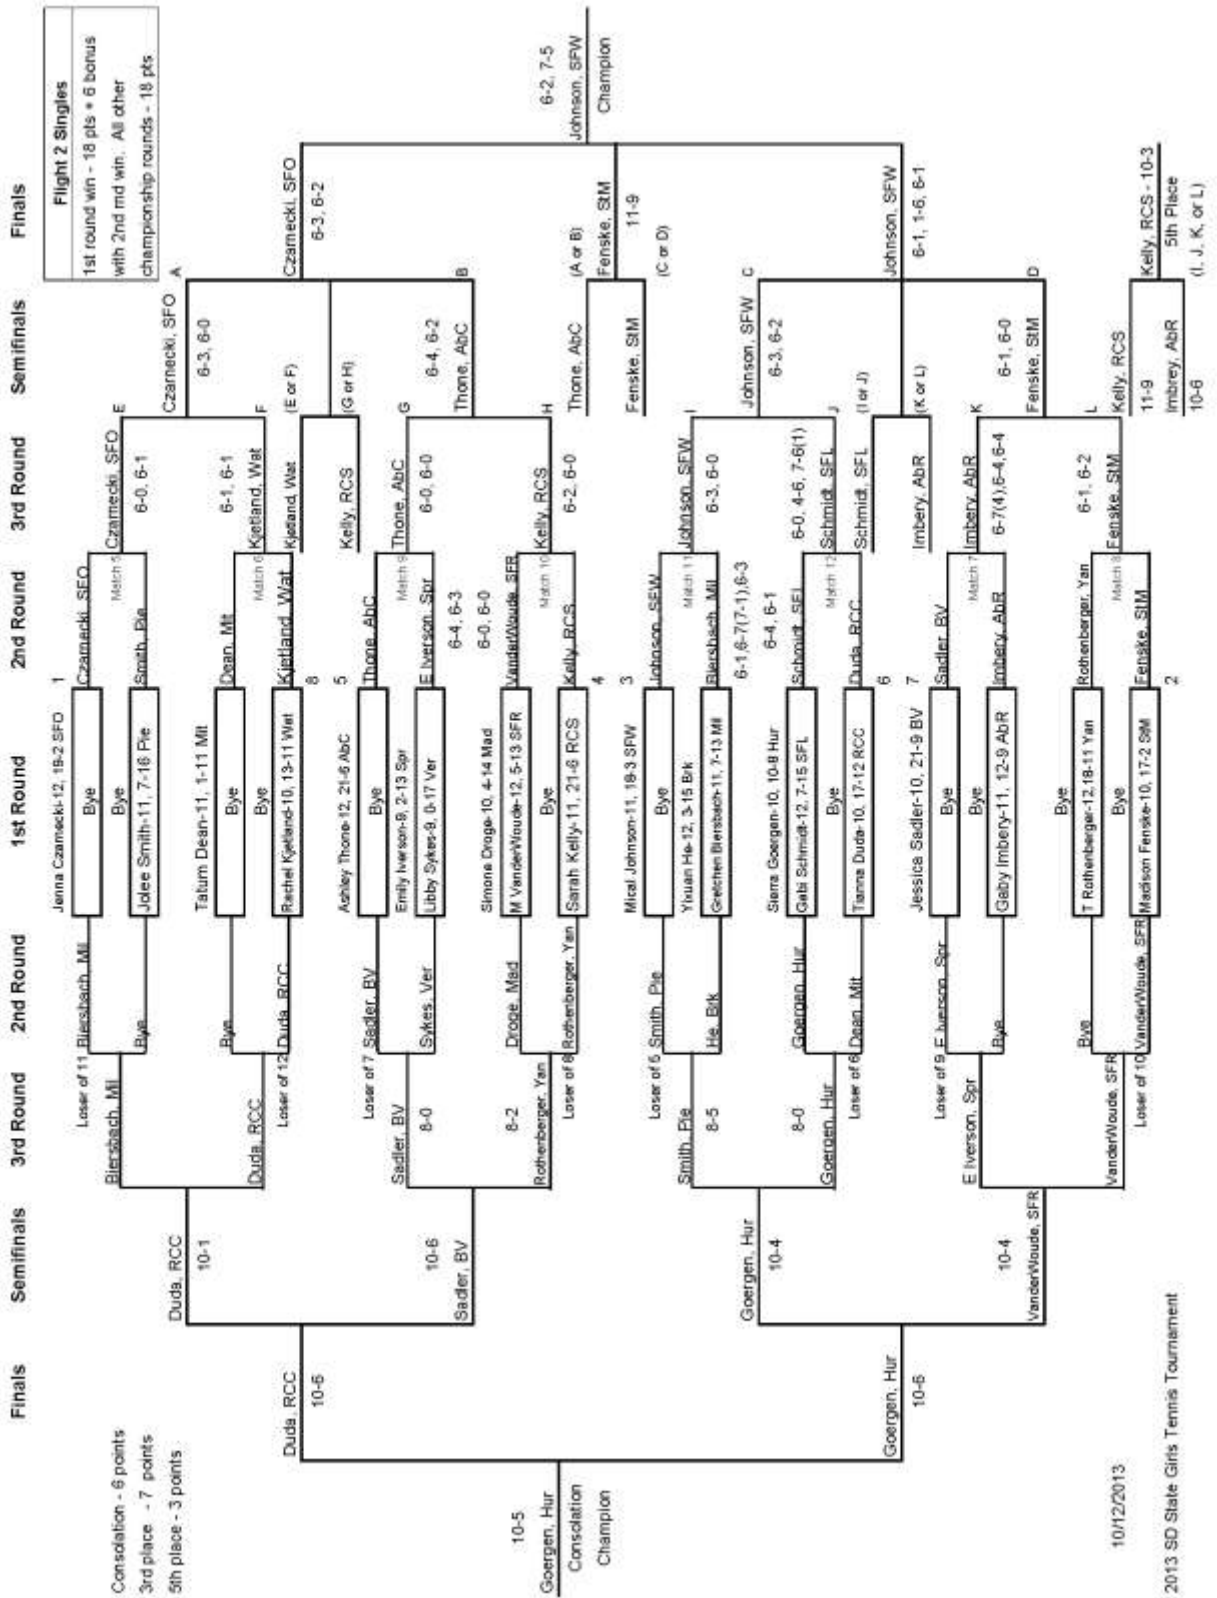 Finals
Semifinals
3rd Round
2nd Round
1st Round
2nd Round
3rd Round
Semifinals
Finals
Flight 2 Singles
1st round win - 18 pts + 6 bonus
with 2nd rnd win. All other
championship rounds - 18 pts
Consolation - 6 points
3rd place - 7 points
5th place - 3 points
Jenna Czarnecki-12, 19-2 SFO
1
Bye
Bye
Jolee Smith-11, 7-16 Pie
Tatum Dean-11, 1-11 Mit
Bye
Bye
Rachel Kjetland-10, 13-11 Wat
8
Ashley Thone-12, 21-6 AbC
5
Bye
Emily Iverson-9, 2-13 Spr
Libby Sykes-9, 0-17 Ver
Simone Droge-10, 4-14 Mad
M VanderWoude-12, 5-13 SFR
Bye
Sarah Kelly-11, 21-6 RCS
4
Mical Johnson-11, 18-3 SFW
3
Bye
Yixuan He-12, 3-15 Brk
Gretchen Biersbach-11, 7-13 Mil
Sierra Goergen-10, 10-8 Hur
Gabi Schmidt-12, 7-15 SFL
Bye
Tianna Duda-10, 17-12 RCC
6
Jessica Sadler-10, 21-9 BV
7
Bye
Bye
Gaby Imbery-11, 12-9 AbR
Bye
T Rothenberger-12,18-11 Yan
Bye
Madison Fenske-10, 17-2 StM
2
Czarnecki, SFO
Match 5
Smith, Pie
Dean, Mit
Match 6
Kjetland, Wat
Thone, AbC
Match 9
E Iverson, Spr
6-4, 6-3
6-0, 6-0
VanderWoude, SFR
Match 10
Kelly, RCS
Johnson, SFW
Match 11
Biersbach, Mil
6-1,6-7(7-1),6-3
6-4, 6-1
Schmidt, SFL
Match 12
Duda, RCC
Sadler, BV
Match 7
Imbery, AbR
Rothenberger, Yan
Match 8
Fenske, StM
Czarnecki, SFO
E
6-0, 6-1
6-1, 6-1
Kjetland, Wat
F
Kjetland, Wat
(E or F)
Kelly, RCS
(G or H)
Thone, AbC
G
6-0, 6-0
Kelly, RCS
H
6-2, 6-0
Johnson, SFW
I
6-3, 6-0
6-0, 4-6, 7-6(1)
Schmidt, SFL
J
Schmidt, SFL
(I or J)
Imbery, AbR
(K or L)
Imbery, AbR
K
6-7(4),6-4,6-4
6-1, 6-2
Fenske, StM
L
Czarnecki, SFO
A
6-3, 6-0
6-4, 6-2
Thone, AbC
B
Thone, AbC
(A or B)
Fenske, StM
(C or D)
Johnson, SFW
C
6-3, 6-2
6-1, 6-0
Fenske, StM
D
Kelly, RCS
11-9
Imbrey, AbR
10-6
Czarnecki, SFO
6-3, 6-2
Fenske, StM
11-9
Johnson, SFW
6-1, 1-6, 6-1
Kelly, RCS - 10-3
5th Place
(I, J, K, or L)
6-2, 7-5
Johnson, SFW
Champion
Loser of 11
Biersbach, Mil
Bye
Bye
Loser of 12
Duda, RCC
Loser of 7
Sadler, BV
Sykes, Ver
Droge, Mad
Loser of 8
Rothenberger, Yan
Loser of 5
Smith, Pie
He, Brk
Goergen, Hur
Loser of 6
Dean, Mit
Loser of 9
E Iverson, Spr
Bye
Bye
Loser of 10
VanderWoude, SFR
Biersbach, Mil
Duda, RCC
Sadler, BV
8-0
8-2
Rothenberger, Yan
Smith, Pie
8-5
8-0
Goergen, Hur
E Iverson, Spr
VanderWoude, SFR
Duda, RCC
10-1
10-6
Sadler, BV
Goergen, Hur
10-4
10-4
VanderWoude, SFR
Duda, RCC
10-6
Goergen, Hur
10-6
10-5
Goergen, Hur
Consolation
Champion
10/12/2013
2013 SD State Girls Tennis Tournament